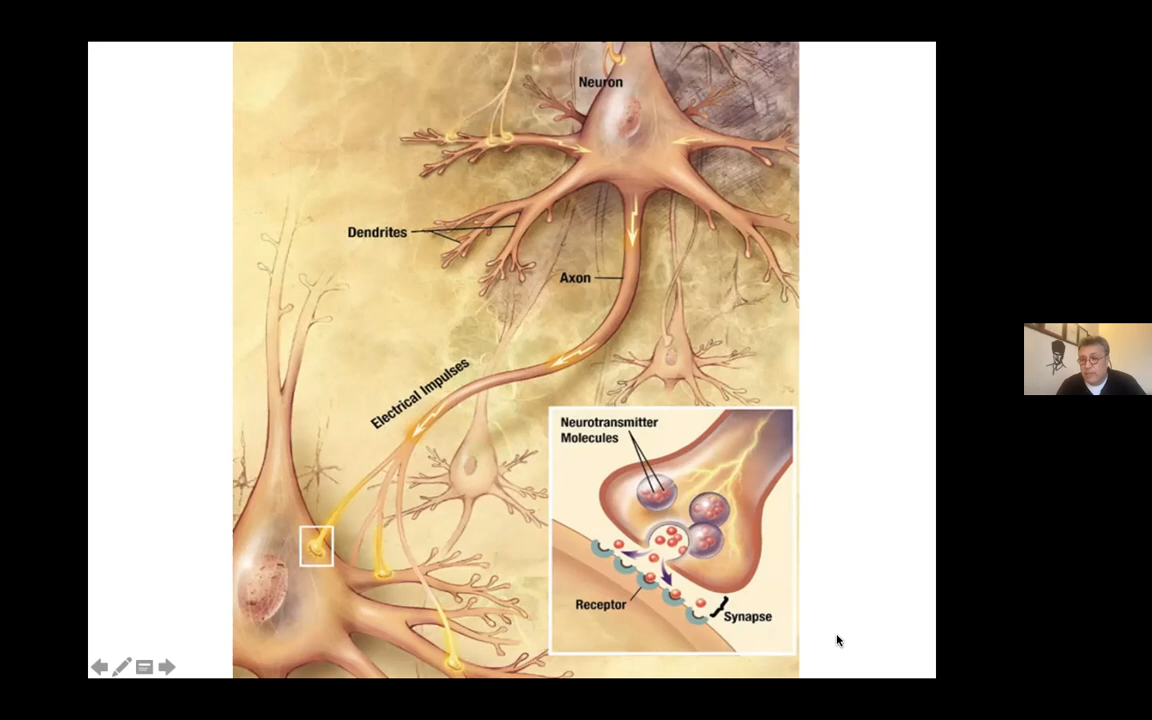 Neuron
Dendrites
Axon
Electrical Impulses
Neurotransmitter
Molecules
Receptor
Synapse